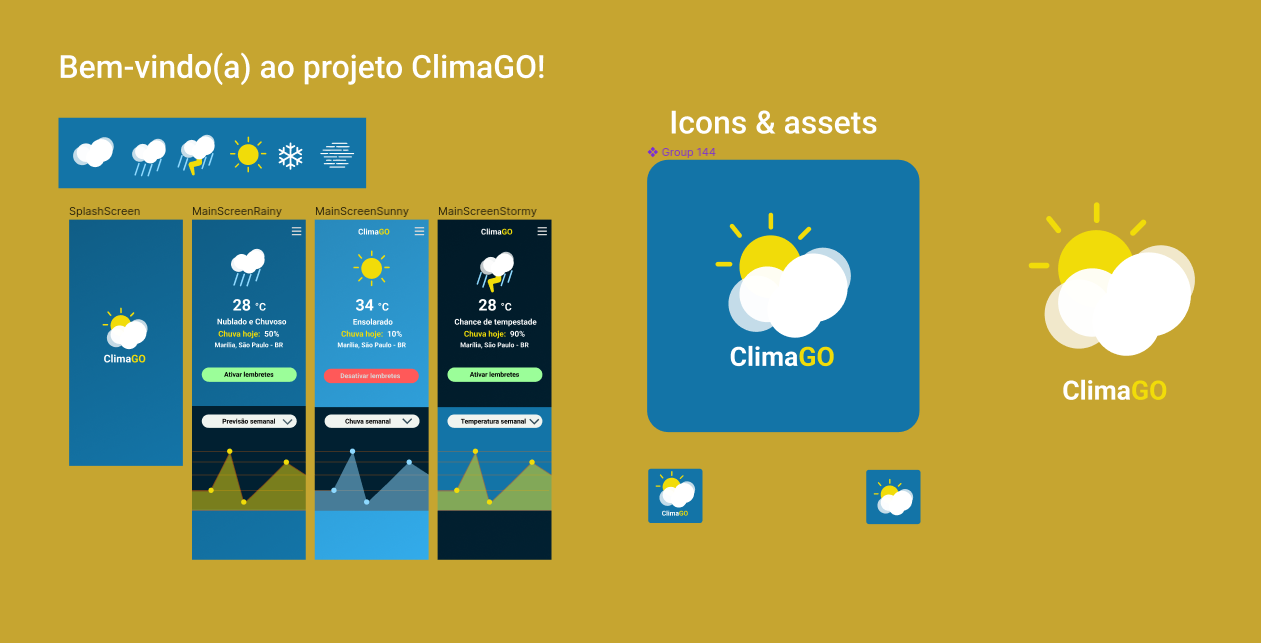 Bem-vindo(a) ao projeto ClimaGO!
SplashScreen
ClimaGO
MainScreenRainy
28 °C
Nublado e Chuvoso
Chuva hoje: 50%
Marília, São Paulo - BR
Ativar lembretes
Previsão semanal
MainScreenSunny
ClimaGO
34 °C
Ensolarado
Chuva hoje: 10%
Marília, São Paulo - BR
Desativar lembretes
Chuva semanal
MainScreenStormy
ClimaGO
28 °C
Chance de tempestade
Chuva hoje: 90%
Marília, São Paulo - BR
Ativar lembretes
Temperatura semanal
Icons & assets
Group 144
ClimaGO
ClimaGO
ClimaGO